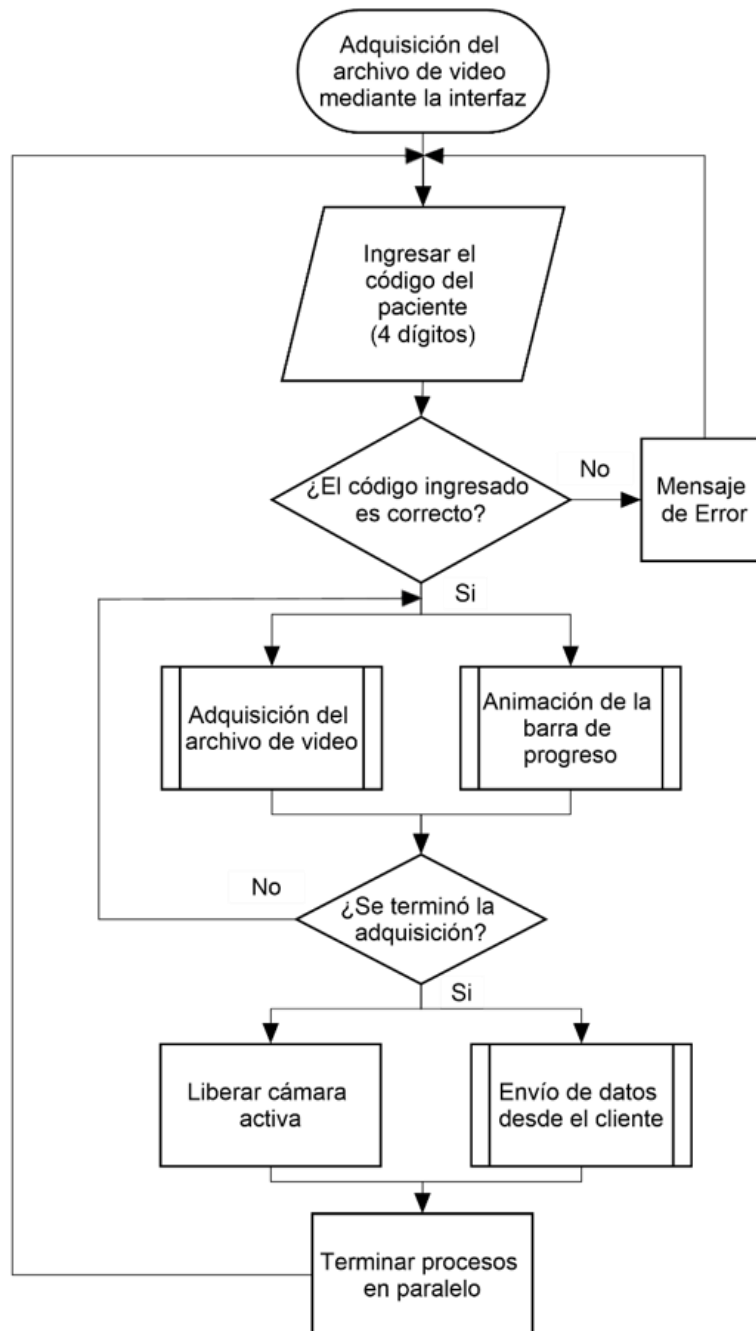 Adquisición del
archivo de video
mediante la interfaz
Ingresar el
código del
paciente
(4 dígitos)
¿El código ingresado
es correcto?
No
Mensaje
de Error
Si
Adquisición del
archivo de video
Animación de la
barra de
progreso
¿Se terminó la
adquisición?
No
Si
Liberar cámara
activa
Envío de datos
desde el cliente
Terminar procesos
en paralelo